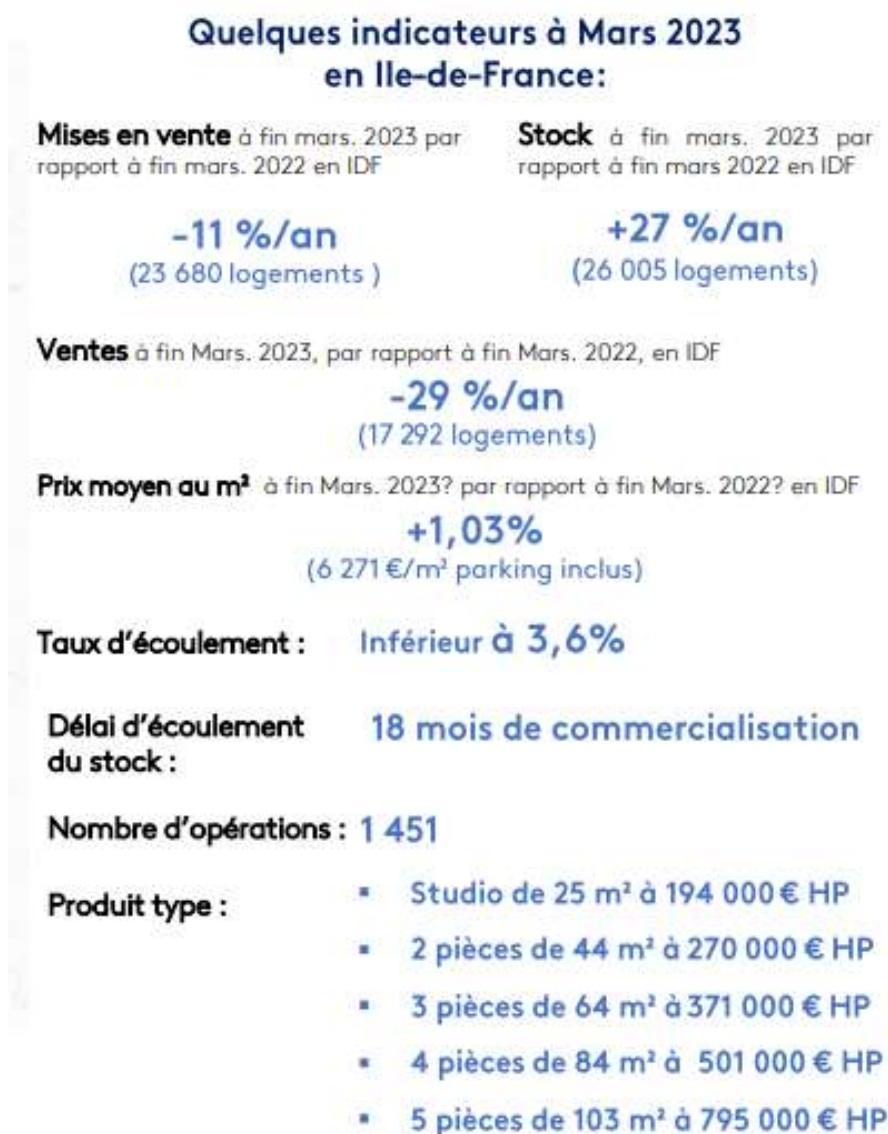 Quelques indicateurs à Mars 2023
en Ile-de-France:
Mises en vente à fin mars. 2023 par
rapport à fin mars. 2022 en IDF
-11 %/an
(23 680 logements )
Stock à fin mars. 2023 par
rapport à fin mars 2022 en IDF
+27 %/an
(26 005 logements)
Ventes à fin Mars. 2023, par rapport à fin Mars. 2022, en IDF
-29 %/an
(17 292 logements)
Prix moyen au m² à fin Mars. 2023? par rapport à fin Mars. 2022? en IDF
+1,03%
(6 271 €/m² parking inclus)
Taux d'écoulement : Inférieur à 3,6%
Délai d'écoulement
du stock :
18 mois de commercialisation
Nombre d'opérations : 1 451
Produit type :
▪ Studio de 25 m² à 194 000 € HP
▪ 2 pièces de 44 m² à 270 000 € HP
▪ 3 pièces de 64 m² à 371 000 € HP
▪ 4 pièces de 84 m² à 501 000 € HP
▪ 5 pièces de 103 m² à 795 000 € HP